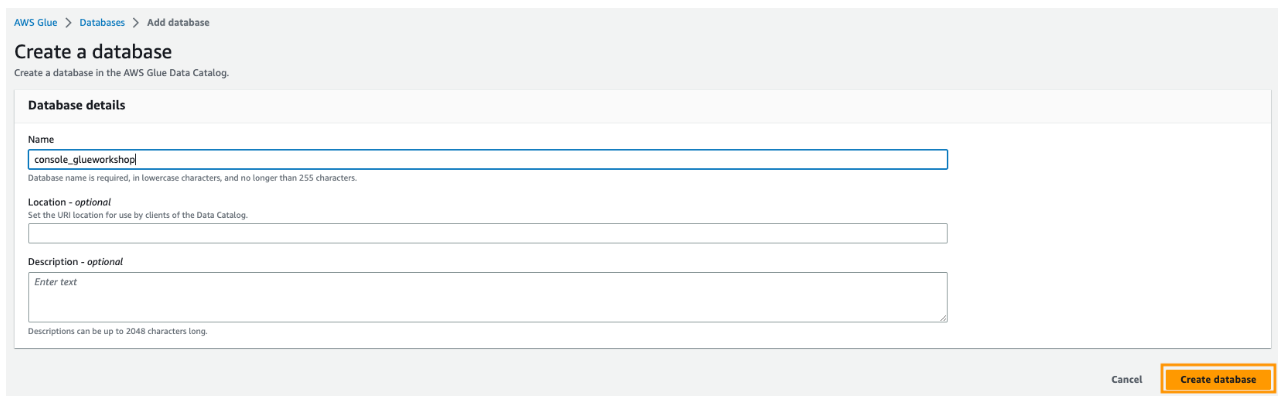 AWS Glue > Databases > Add database
Create a database
Create a database in the AWS Glue Data Catalog.
Database details
Name
console_glueworkshop
Database name is required, in lowercase characters, and no longer than 255 characters.
Location - optional
Set the URI location for use by clients of the Data Catalog.
Description - optional
Enter text
Descriptions can be up to 2048 characters long.
Cancel Create database